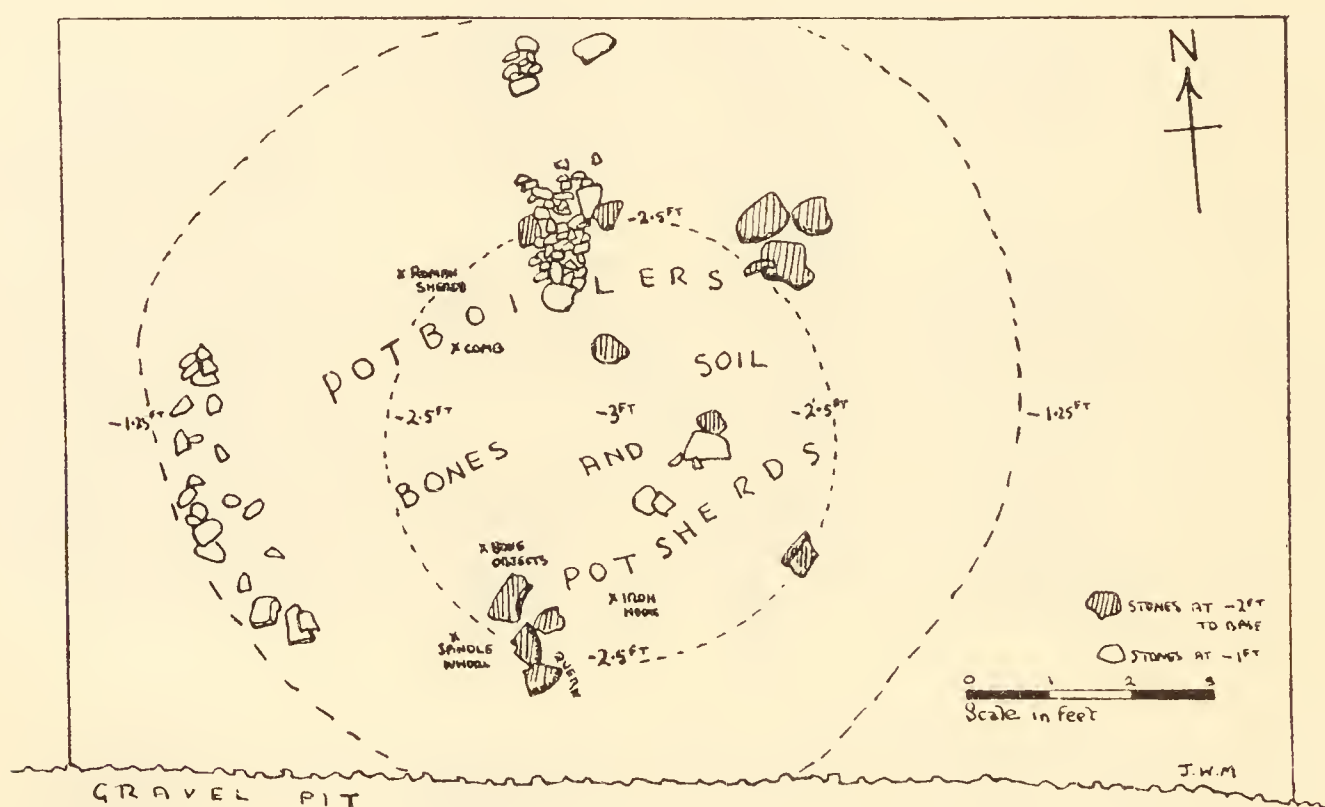 N
-2·5FT
x ROMAN
SHERDS
POT BOILERS
x COMB
SOIL
-1·25FT
-2·5FT
-3FT
-2·5FT
-1·25FT
BONES AND POT SHERDS
x BONE
OBJECTS
x IRON
x
SPINDLE
WHORL
-2·5FT
QUERN
STONES AT -2FT
TO BASE
STONES AT -1FT
0 1 2 3
Scale in feet
J.W.M
GRAVEL PIT